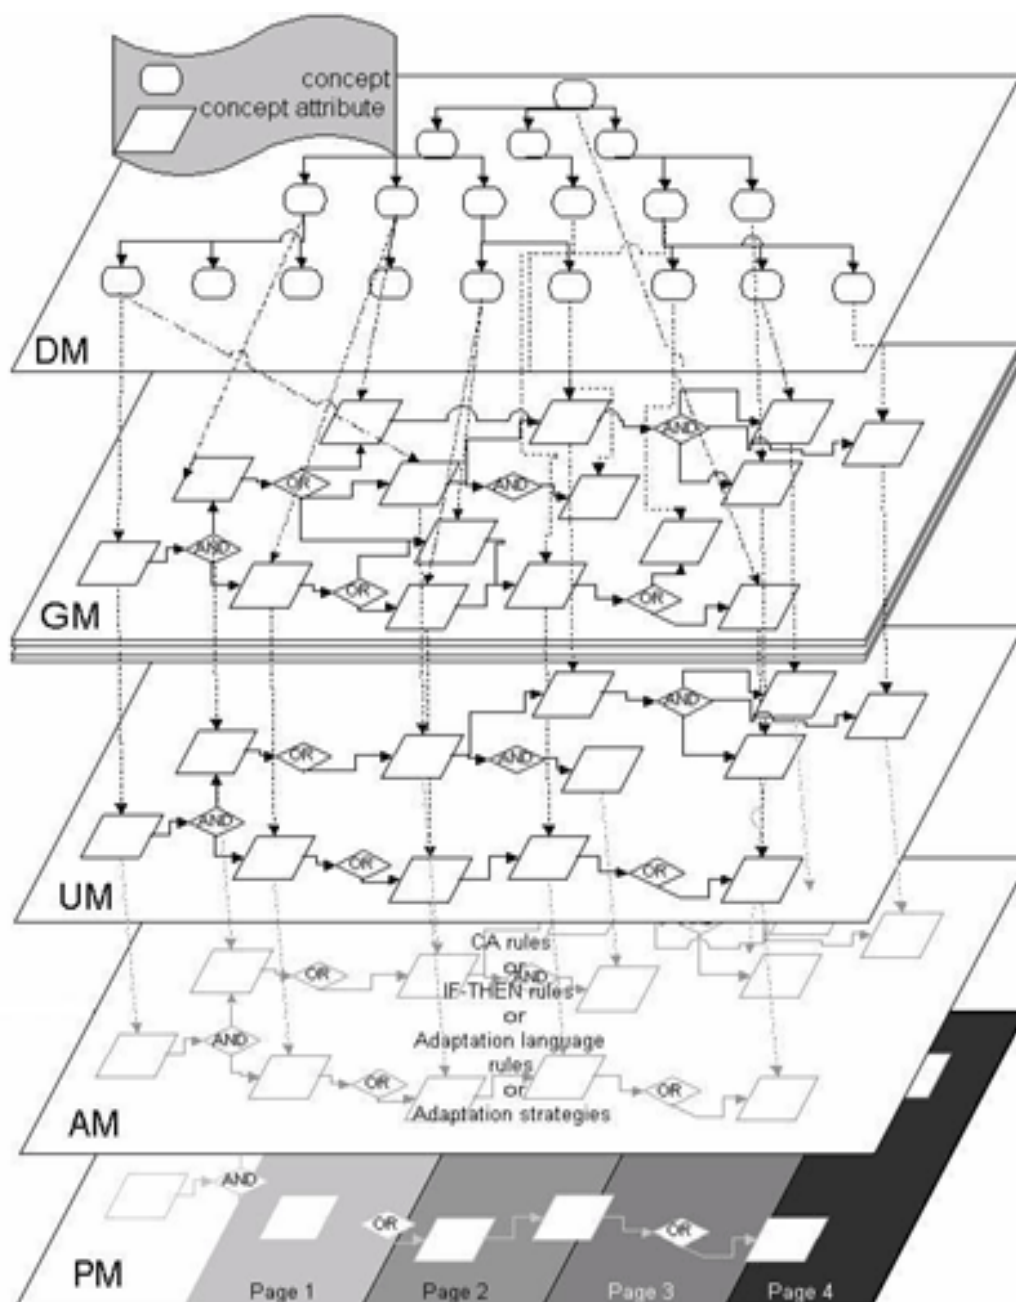 concept
concept attribute
DM
AND
OR
AND
AND
OR
OR
GM
AND
OR
AND
AND
OR
OR
UM
CA rules
or
OR
AND
IF-THEN rules
or
AND
Adaptation language
rules
OR
OR
or
Adaptation strategies
AM
AND
OR
OR
PM
Page 1
Page 2
Page 3
Page 4